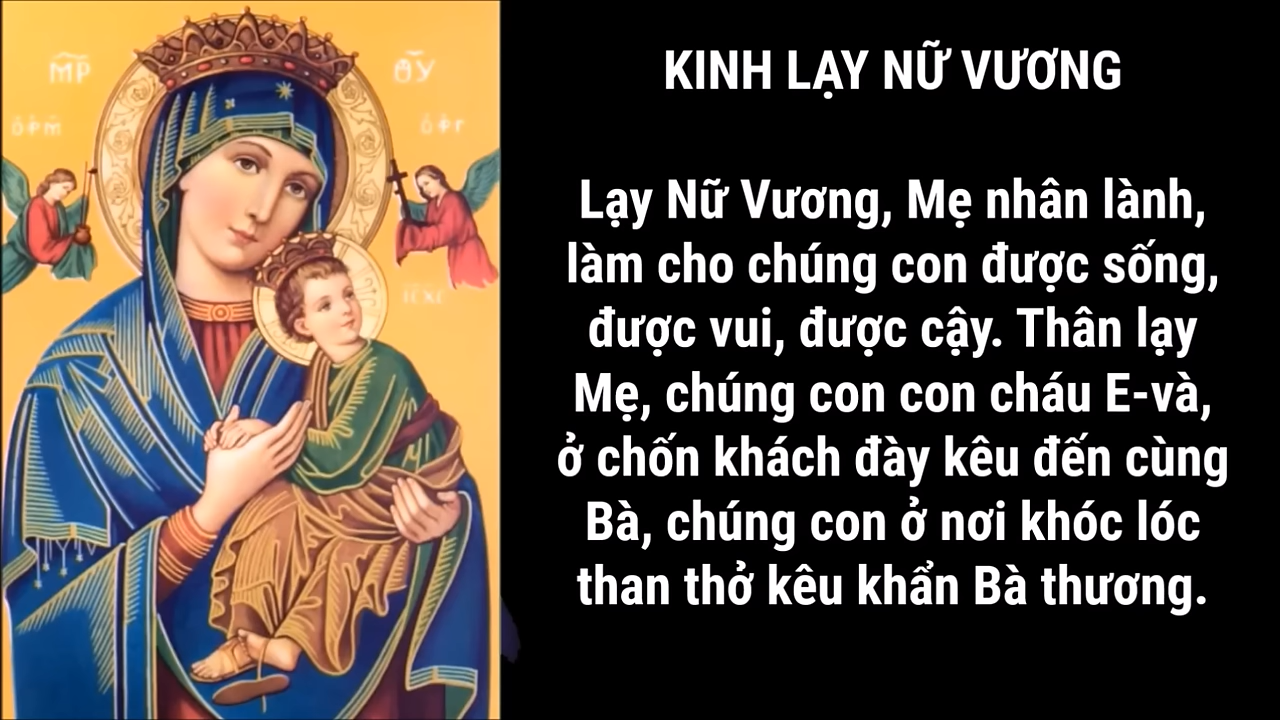 KINH LẠY NỮ VƯƠNG
Lạy Nữ Vương, Mẹ nhân lành,
làm cho chúng con được sống,
được vui, được cậy. Thân lạy
Mẹ, chúng con con cháu E-và,
ở chốn khách đày kêu đến cùng
Bà, chúng con ở nơi khóc lóc
than thở kêu khẩn Bà thương.